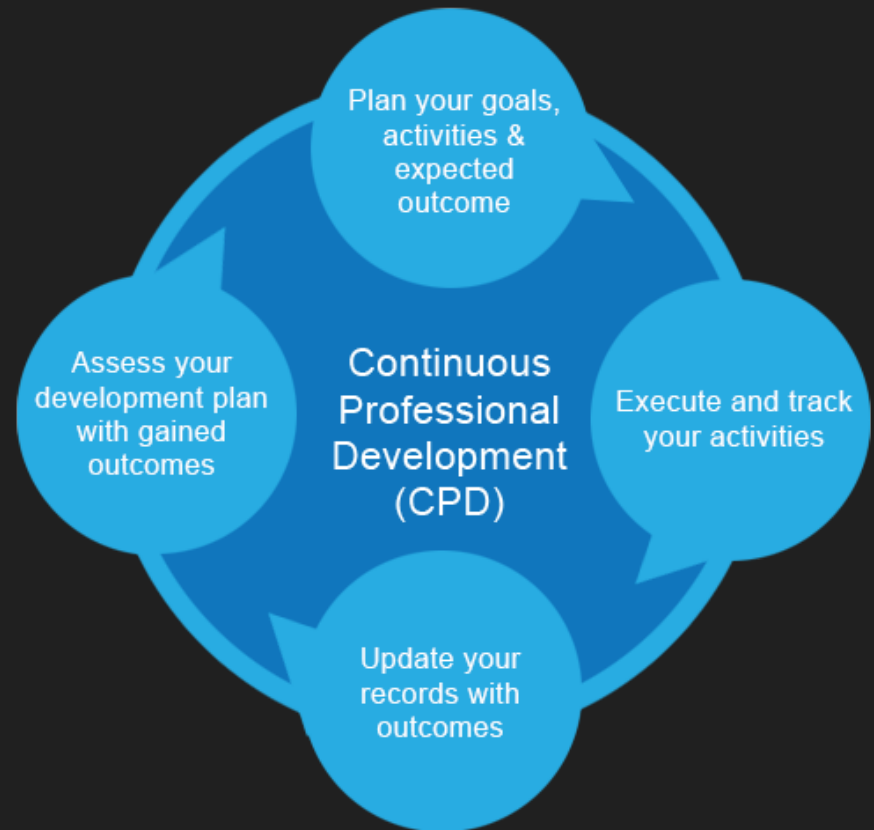 Plan your goals,
activities &
expected
outcome
Assess your
development plan
with gained
outcomes
Continuous
Professional
Development
(CPD)
Execute and track
your activities
Update your
records with
outcomes